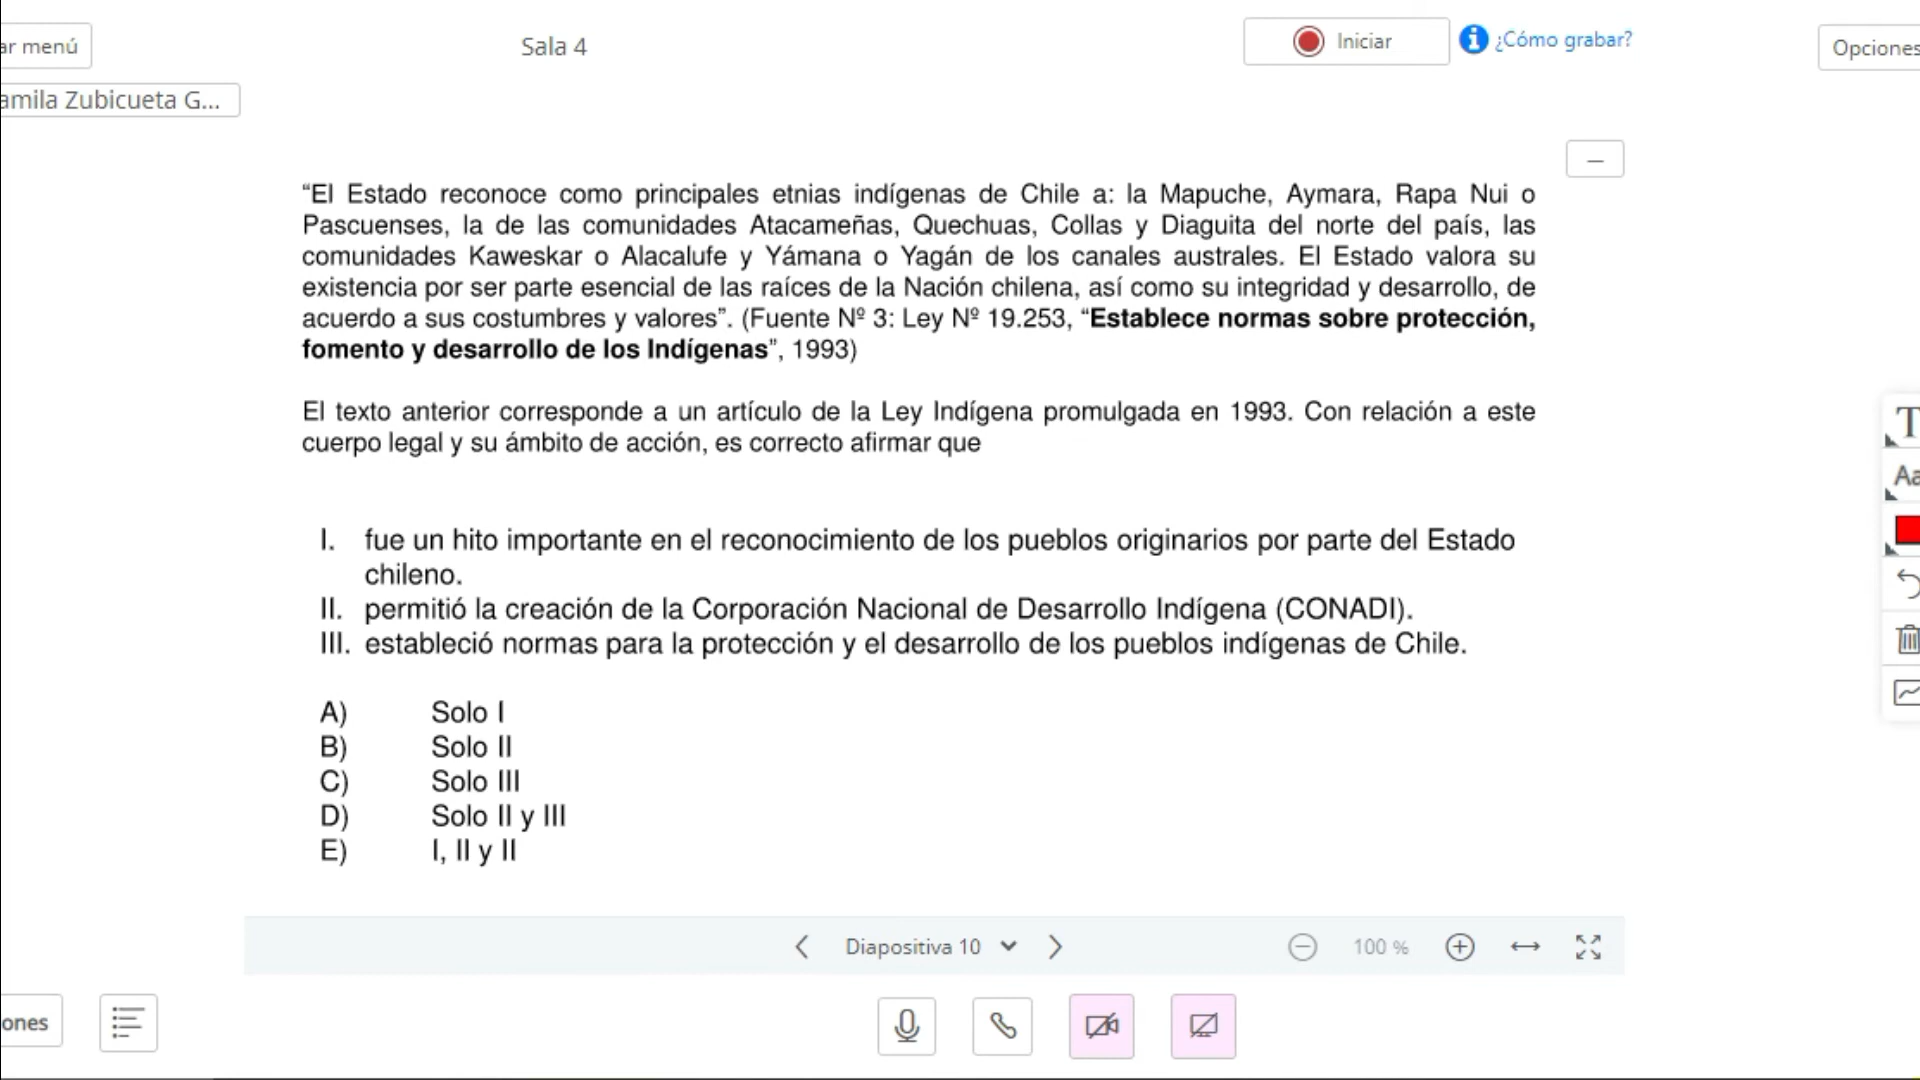 ar menú
Sala 4
Iniciar
¿Cómo grabar?
Opciones
amila Zubicueta G...
“El Estado reconoce como principales etnias indígenas de Chile a: la Mapuche, Aymara, Rapa Nui o
Pascuenses, la de las comunidades Atacameñas, Quechuas, Collas y Diaguita del norte del país, las
comunidades Kaweskar o Alacalufe y Yámana o Yagán de los canales australes. El Estado valora su
existencia por ser parte esencial de las raíces de la Nación chilena, así como su integridad y desarrollo, de
acuerdo a sus costumbres y valores”. (Fuente Nº 3: Ley Nº 19.253, “Establece normas sobre protección,
fomento y desarrollo de los Indígenas”, 1993)
El texto anterior corresponde a un artículo de la Ley Indígena promulgada en 1993. Con relación a este
cuerpo legal y su ámbito de acción, es correcto afirmar que
I. fue un hito importante en el reconocimiento de los pueblos originarios por parte del Estado
chileno.
II. permitió la creación de la Corporación Nacional de Desarrollo Indígena (CONADI).
III. estableció normas para la protección y el desarrollo de los pueblos indígenas de Chile.
A) Solo I
B) Solo II
C) Solo III
D) Solo II y III
E) I, II y II
T
Aa
Diapositiva 10
100 %
ones